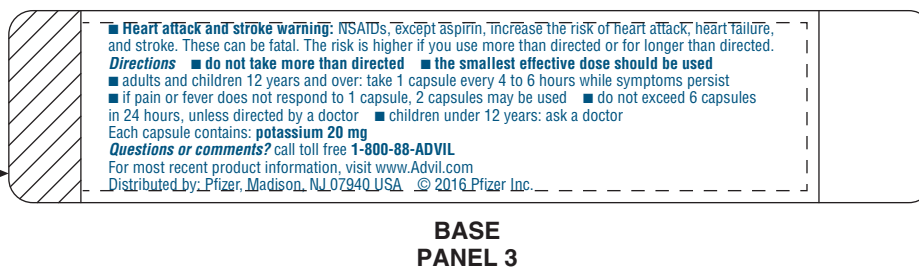 ■ Heart attack and stroke warning: NSAIDs, except aspirin, increase the risk of heart attack, heart failure,
and stroke. These can be fatal. The risk is higher if you use more than directed or for longer than directed.
Directions ■ do not take more than directed ■ the smallest effective dose should be used
■ adults and children 12 years and over: take 1 capsule every 4 to 6 hours while symptoms persist
■ if pain or fever does not respond to 1 capsule, 2 capsules may be used ■ do not exceed 6 capsules
in 24 hours, unless directed by a doctor ■ children under 12 years: ask a doctor
Each capsule contains: potassium 20 mg
Questions or comments? call toll free 1-800-88-ADVIL
For most recent product information, visit www.Advil.com
Distributed by: Pfizer, Madison, NJ 07940 USA © 2016 Pfizer Inc.
BASE
PANEL 3